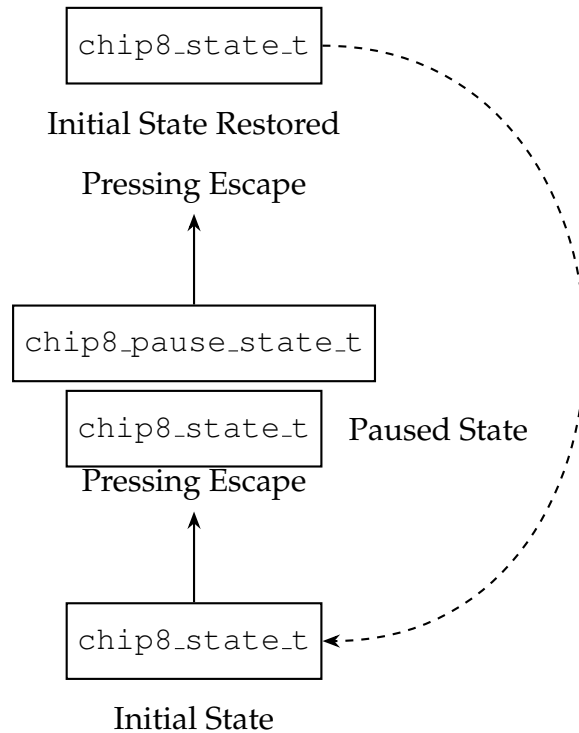 chip8_state_t
Initial State Restored
Pressing Escape
chip8_pause_state_t
chip8_state_t
Paused State
Pressing Escape
chip8_state_t
Initial State